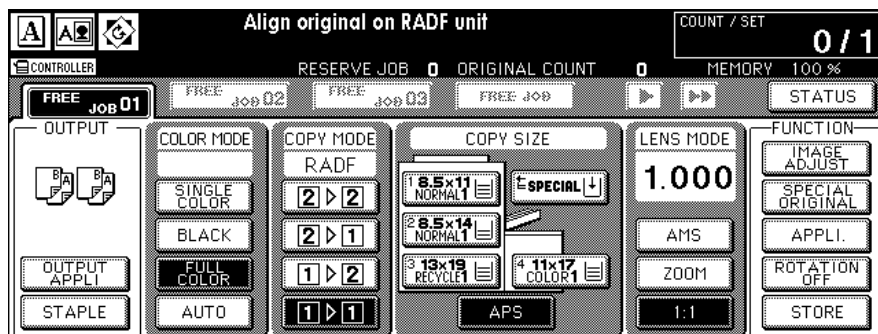 A A Align original on RADF unit COUNT / SET
0 / 1
CONTROLLER RESERVE JOB 0 ORIGINAL COUNT 0 MEMORY 100 %
FREE JOB 01 FREE JOB 02 FREE JOB 03 FREE JOB STATUS
OUTPUT
B A B A
OUTPUT APPLI
STAPLE
COLOR MODE
SINGLE COLOR
BLACK
FULL COLOR
AUTO
COPY MODE
RADF
2 ▷ 2
2 ▷ 1
1 ▷ 2
1 ▷ 1
COPY SIZE
1 8.5x11 NORMAL1
SPECIAL
2 8.5x14 NORMAL1
3 13x19 RECYCLE1
4 11x17 COLOR1
APS
LENS MODE
1.000
AMS
ZOOM
1:1
FUNCTION
IMAGE ADJUST
SPECIAL ORIGINAL
APPLI.
ROTATION OFF
STORE